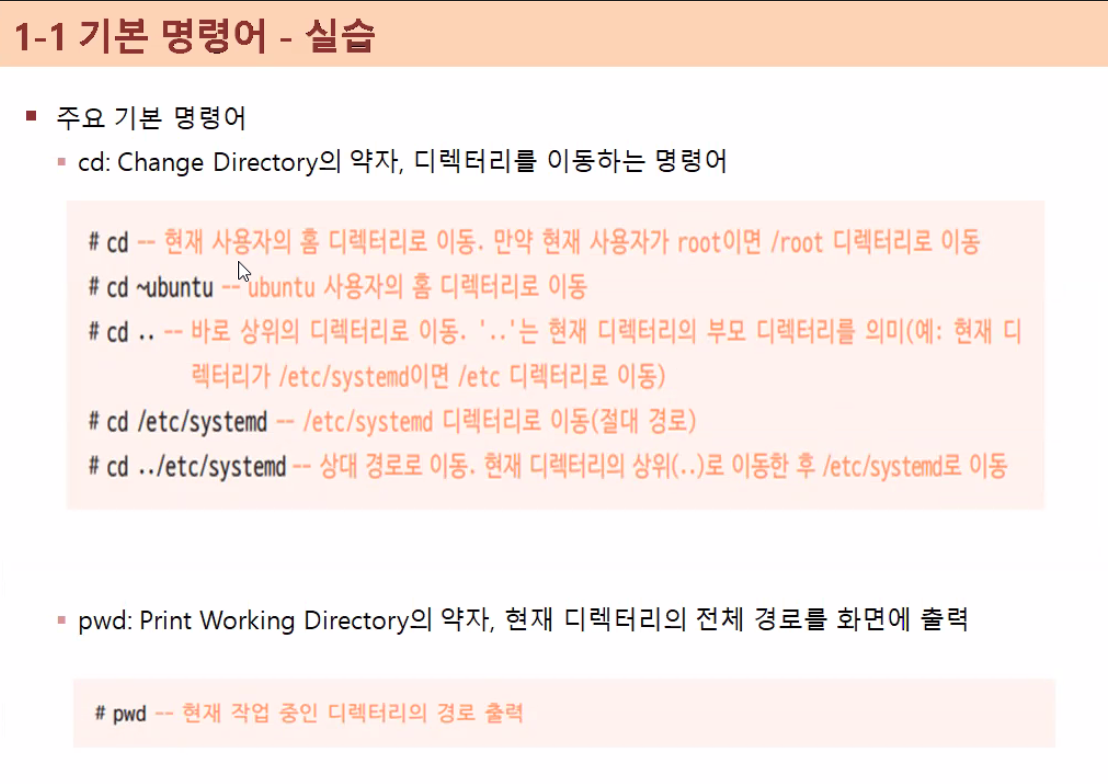 1-1 기본 명령어 - 실습
주요 기본 명령어
cd: Change Directory의 약자, 디렉터리를 이동하는 명령어
# cd -- 현재 사용자의 홈 디렉터리로 이동. 만약 현재 사용자가 root이면 /root 디렉터리로 이동
# cd ~ubuntu -- ubuntu 사용자의 홈 디렉터리로 이동
# cd .. -- 바로 상위의 디렉터리로 이동. '..'는 현재 디렉터리의 부모 디렉터리를 의미(예: 현재 디
렉터리가 /etc/systemd이면 /etc 디렉터리로 이동)
# cd /etc/systemd -- /etc/systemd 디렉터리로 이동(절대 경로)
# cd ../etc/systemd -- 상대 경로로 이동. 현재 디렉터리의 상위(..)로 이동한 후 /etc/systemd로 이동
pwd: Print Working Directory의 약자, 현재 디렉터리의 전체 경로를 화면에 출력
# pwd -- 현재 작업 중인 디렉터리의 경로 출력